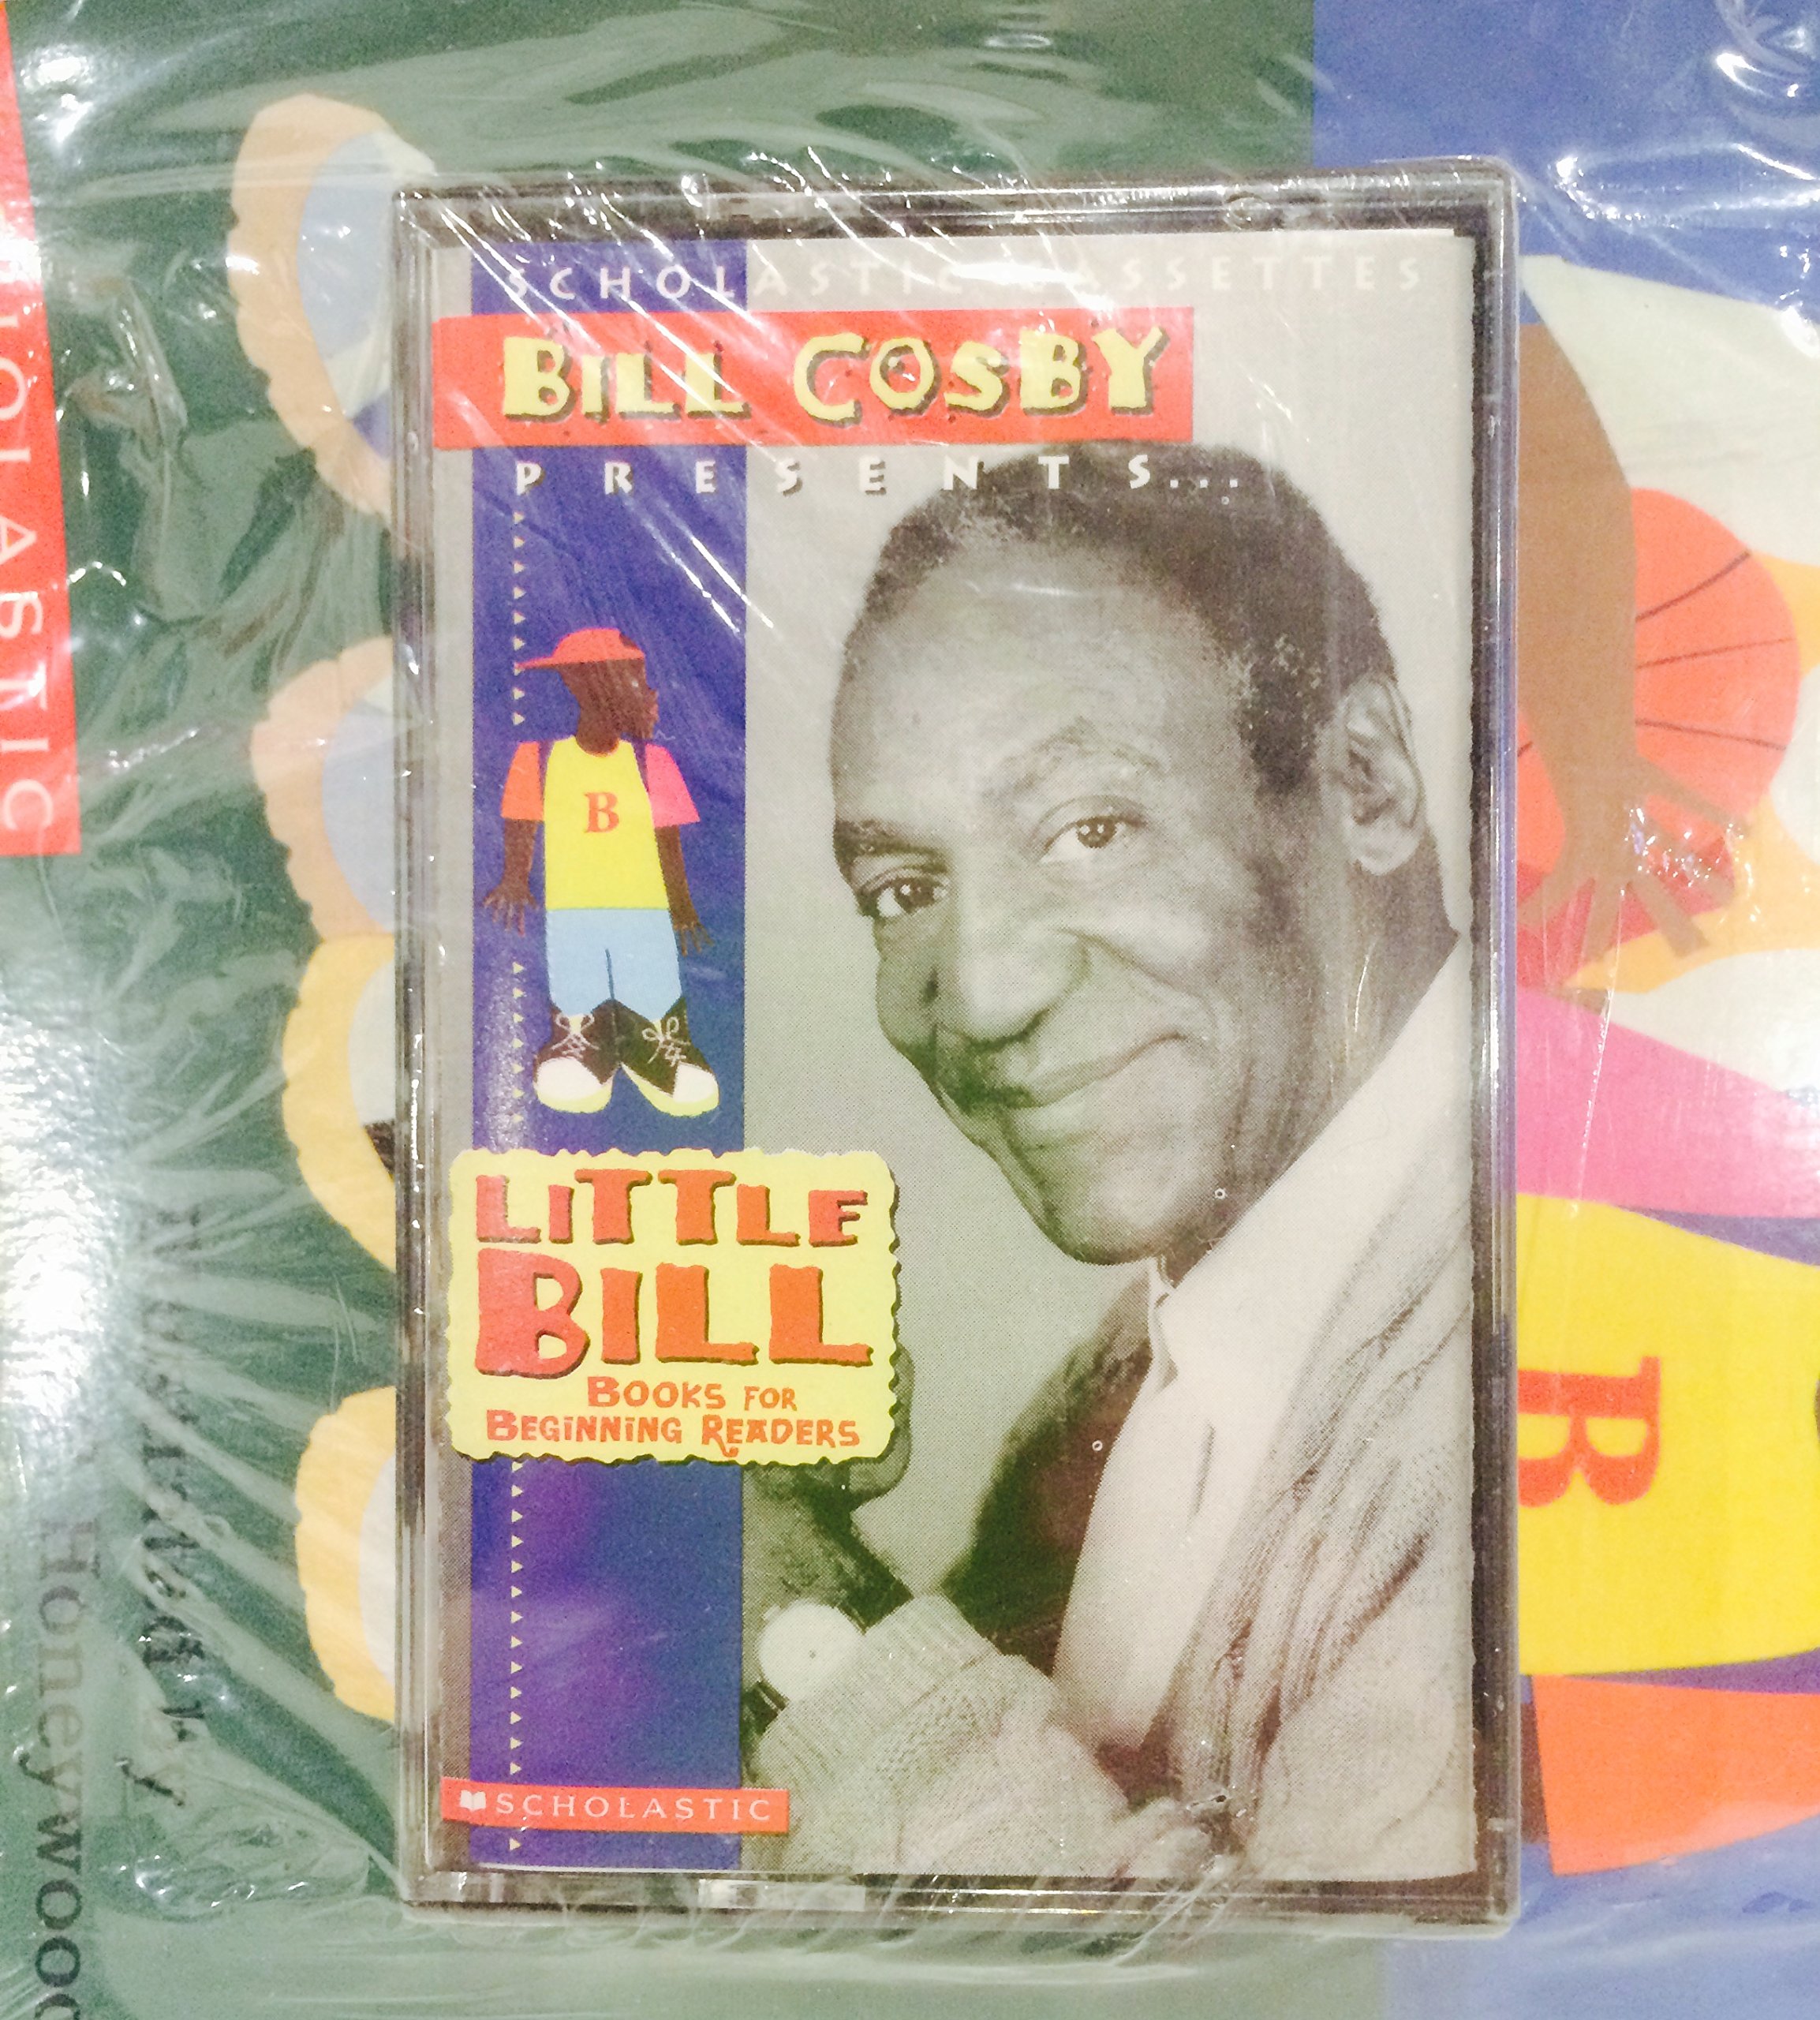 SCHOLASTIC CASSETTES
BILL COSBY
PRESENTS...
B
LITTLE
BILL
BOOKS FOR
BEGINNING READERS
SCHOLASTIC
SCHOLASTIC
B